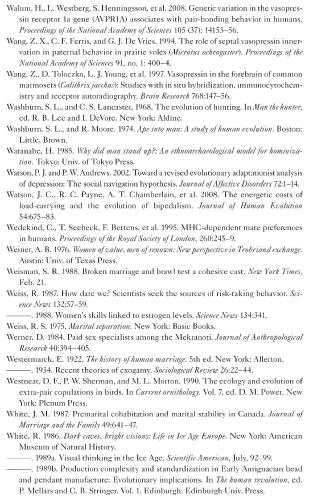 Walum, H., L. Westberg, S. Henningsson, et al. 2008. Genetic variation in the vasopres-
sin receptor 1a gene (AVPR1A) associates with pair-bonding behavior in humans.
Proceedings of the National Academy of Sciences 105 (37): 14153–56.
Wang, Z. X., C. F. Ferris, and G. J. De Vries. 1994. The role of septal vasopressin inner-
vation in paternal behavior in prairie voles (Microtus ochrogaster). Proceedings of the
National Academy of Sciences 91, no. 1: 400–4.
Wang, Z., D. Toloczko, L. J. Young, et al. 1997. Vasopressin in the forebrain of common
marmosets (Calithrix jacchus): Studies with in situ hybridization, immunocytochem-
istry and receptor autoradiography. Brain Research 768:147–56.
Washburn, S. L., and C. S. Lancaster, 1968. The evolution of hunting. In Man the hunter,
ed. R. B. Lee and I. DeVore. New York: Aldine.
Washburn, S. L., and R. Moore. 1974. Ape into man: A study of human evolution. Boston:
Little, Brown.
Watanabe, H. 1985. Why did man stand up?: An ethnoarchaeological model for hominiza-
tion. Tokyo: Univ. of Tokyo Press.
Watson, P. J. and P. W. Andrews. 2002. Toward a revised evolutionary adaptationist analysis
of depression: The social navigation hypothesis. Journal of Affective Disorders 72:1–14.
Watson, J. C., R. C. Payne, A. T. Chamberlain, et al. 2008. The energetic costs of
load-carrying and the evolution of bipedalism. Journal of Human Evolution
54:675–83.
Wedekind, C., T. Seebeck, F. Bettens, et al. 1995. MHC-dependent mate preferences
in humans. Proceedings of the Royal Society of London, 260:245–9.
Weiner, A. B. 1976. Women of value, men of renown: New perspective in Trobriand exchange.
Austin: Univ. of Texas Press.
Weisman, S. R. 1988. Broken marriage and brawl test a cohesive cast. New York Times,
Feb. 21.
Weiss, R. 1987. How dare we? Scientists seek the sources of risk-taking behavior. Sci-
ence News 132:57–59.
———. 1988. Women's skills linked to estrogen levels. Science News 134:341.
Weiss, R. S. 1975. Marital separation. New York: Basic Books.
Werner, D. 1984. Paid sex specialists among the Mekranoti. Journal of Anthropological
Research 40:394–405.
Westermarck, E. 1922. The history of human marriage. 5th ed. New York: Allerton.
———. 1934. Recent theories of exogamy. Sociological Review 26:22–44.
Westneat, D. F., P. W. Sherman, and M. L. Morton. 1990. The ecology and evolution of
extra-pair copulations in birds. In Current ornithology. Vol. 7, ed. D. M. Power. New
York: Plenum Press.
White, J. M. 1987. Premarital cohabitation and marital stability in Canada. Journal of
Marriage and the Family 49:641–47.
White, R. 1986. Dark caves, bright visions: Life in Ice Age Europe. New York: American
Museum of Natural History.
———. 1989a. Visual thinking in the Ice Age. Scientific American, July, 92–99.
———. 1989b. Production complexity and standardization in Early Aurignacian bead
and pendant manufacture: Evolutionary implications. In The human revolution, ed.
P. Mellars and C. B. Stringer. Vol. 1. Edinburgh: Edinburgh Univ. Press.